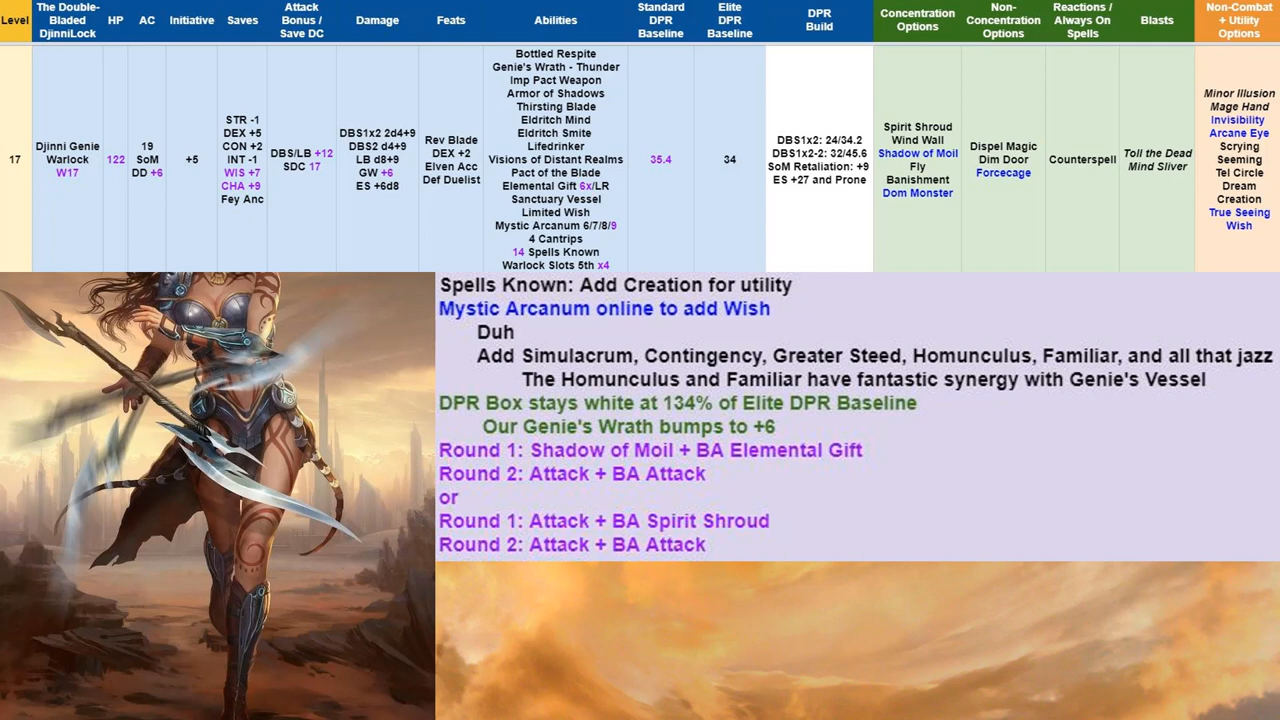 Level
The Double-
Bladed
DjinniLock
HP
AC
Initiative
Saves
Attack
Bonus /
Save DC
Damage
Feats
Abilities
Standard
DPR
Baseline
Elite
DPR
Baseline
DPR
Build
Concentration
Options
Non-
Concentration
Options
Reactions /
Always On
Spells
Blasts
Non-Combat
+ Utility
Options
17
Djinni Genie
Warlock
W17
122
19
SoM
DD +6
+5
STR -1
DEX +5
CON +2
INT -1
WIS +7
CHA +9
Fey Anc
DBS/LB +12
SDC 17
DBS1x2 2d4+9
DBS2 d4+9
LB d8+9
GW +6
ES +6d8
Rev Blade
DEX +2
Elven Acc
Def Duelist
Bottled Respite
Genie's Wrath - Thunder
Imp Pact Weapon
Armor of Shadows
Thirsting Blade
Eldritch Mind
Eldritch Smite
Lifedrinker
Visions of Distant Realms
Pact of the Blade
Elemental Gift 6x/LR
Sanctuary Vessel
Limited Wish
Mystic Arcanum 6/7/8/9
4 Cantrips
14 Spells Known
Warlock Slots 5th x4
35.4
34
DBS1x2: 24/34.2
DBS1x2-2: 32/45.6
SoM Retaliation: +9
ES +27 and Prone
Spirit Shroud
Wind Wall
Shadow of Moil
Fly
Banishment
Dom Monster
Dispel Magic
Dim Door
Forcecage
Counterspell
Toll the Dead
Mind Sliver
Minor Illusion
Mage Hand
Invisibility
Arcane Eye
Scrying
Seeming
Tel Circle
Dream
Creation
True Seeing
Wish
Spells Known: Add Creation for utility
Mystic Arcanum online to add Wish
Duh
Add Simulacrum, Contingency, Greater Steed, Homunculus, Familiar, and all that jazz
The Homunculus and Familiar have fantastic synergy with Genie's Vessel
DPR Box stays white at 134% of Elite DPR Baseline
Our Genie's Wrath bumps to +6
Round 1: Shadow of Moil + BA Elemental Gift
Round 2: Attack + BA Attack
or
Round 1: Attack + BA Spirit Shroud
Round 2: Attack + BA Attack